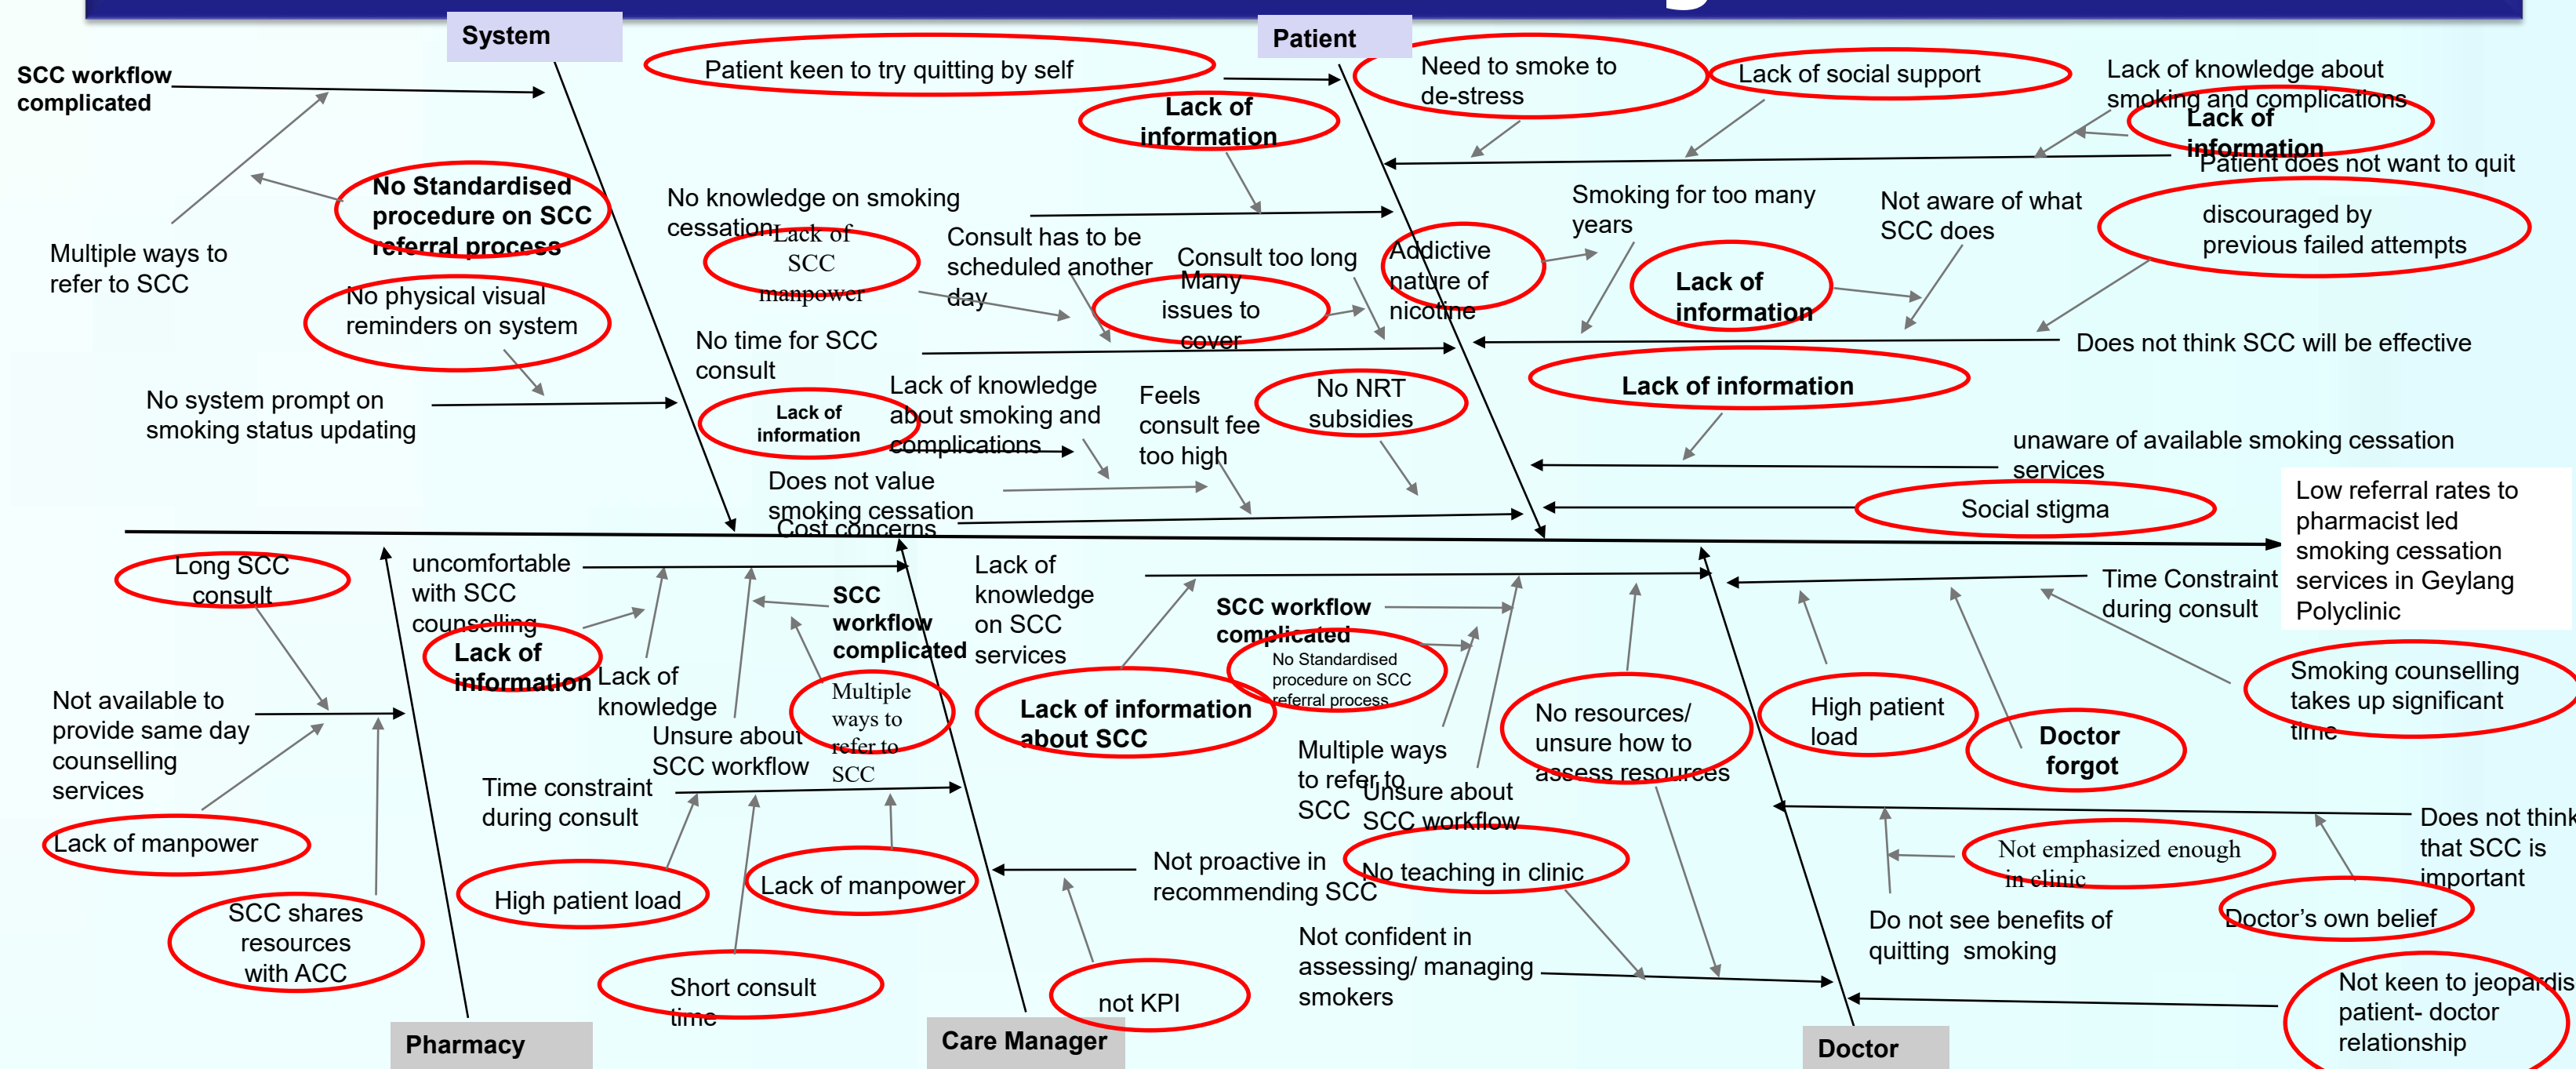 System
Patient
SCC workflow
complicated
Patient keen to try quitting by self
Need to smoke to
de-stress
Lack of social support
Lack of knowledge about
smoking and complications
Lack of
information
Lack of
information
Patient does not want to quit
No Standardised
procedure on SCC
referral process
Multiple ways to
refer to SCC
No knowledge on smoking
cessation
Smoking for too many
years
Not aware of what
SCC does
discouraged by
previous failed attempts
Lack of
SCC
manpower
Consult has to be
scheduled another
day
Consult too long
Many
issues to
cover
Addictive
nature of
nicotine
Lack of
information
No physical visual
reminders on system
No time for SCC
consult
Does not think SCC will be effective
No system prompt on
smoking status updating
Lack of
information
Lack of knowledge
about smoking and
complications
Feels
consult fee
too high
No NRT
subsidies
Lack of information
unaware of available smoking cessation
services
Does not value
smoking cessation
Cost concerns
Social stigma
Low referral rates to
pharmacist led
smoking cessation
services in Geylang
Polyclinic
Long SCC
consult
uncomfortable
with SCC
counselling
Lack of
information
Lack of
knowledge
SCC
workflow
complicated
Unsure about
SCC workflow
Multiple
ways to
refer to
SCC
Lack of
knowledge
on SCC
services
Lack of information
about SCC
SCC workflow
complicated
No Standardised
procedure on SCC
referral process
Multiple ways
to refer to
SCC
Unsure about
SCC workflow
No resources/
unsure how to
assess resources
Time Constraint
during consult
High patient
load
Doctor
forgot
Smoking counselling
takes up significant
time
Not available to
provide same day
counselling
services
Lack of manpower
SCC shares
resources
with ACC
Time constraint
during consult
High patient load
Lack of manpower
Short consult
time
Not proactive in
recommending SCC
not KPI
No teaching in clinic
Not confident in
assessing/ managing
smokers
Does not think
that SCC is
important
Not emphasized enough
in clinic
Do not see benefits of
quitting smoking
Doctor's own belief
Not keen to jeopardis
patient- doctor
relationship
Pharmacy
Care Manager
Doctor